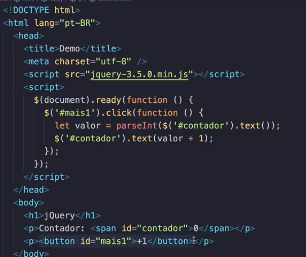 <!DOCTYPE html>
<html lang="pt-BR">
<head>
<title>Demo</title>
<meta charset="utf-8" />
<script src="jquery-3.5.0.min.js"></script>
<script>
$(document).ready(function () {
$('#mais1').click(function () {
let valor = parseInt($('#contador').text());
$('#contador').text(valor + 1);
});
});
</script>
</head>
<body>
<h1>jQuery</h1>
<p>Contador: <span id="contador">0</span></p>
<p><button id="mais1">+1</button></p>
</body>